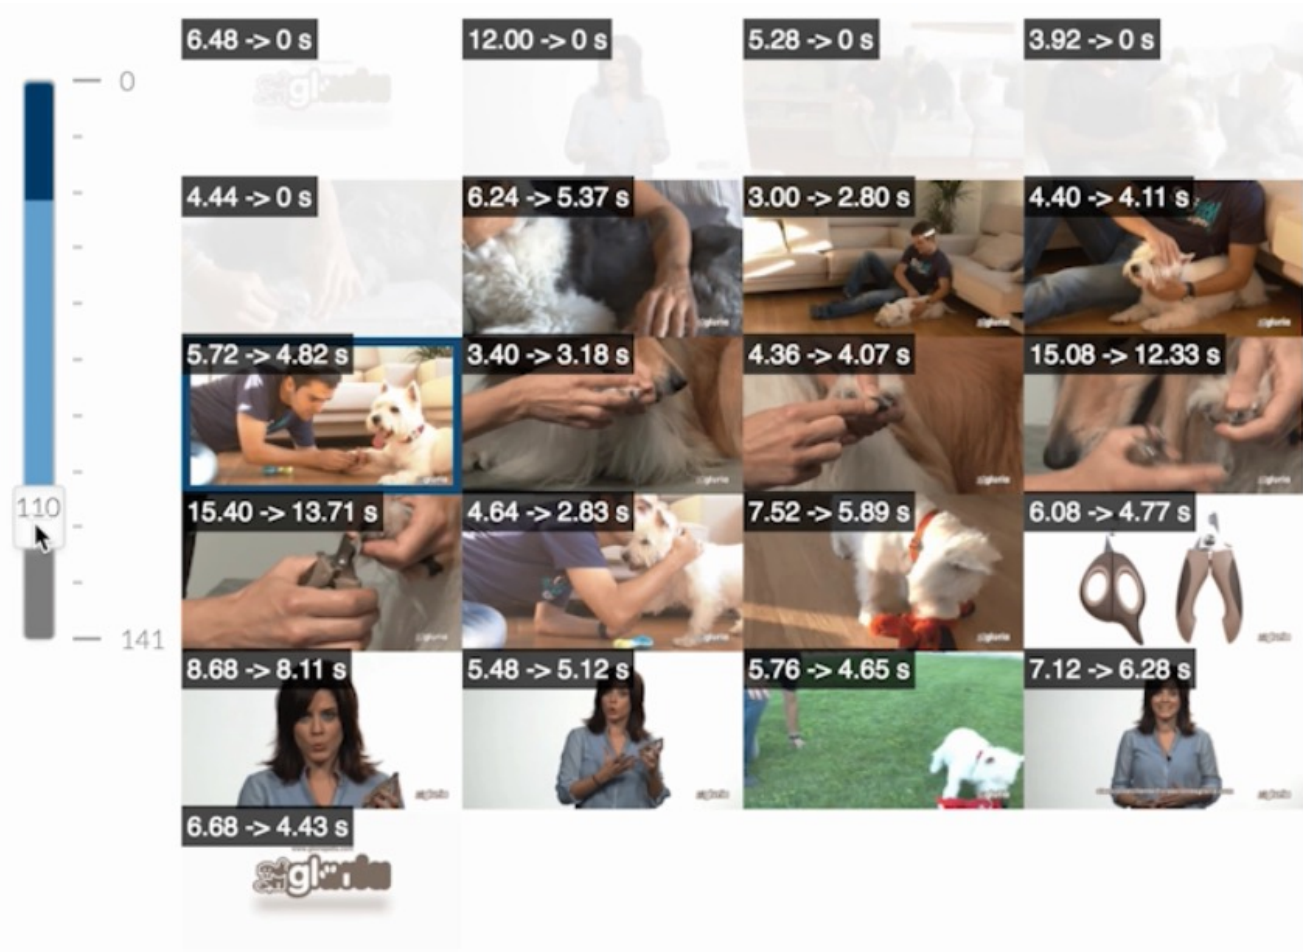 6.48 -> 0 s
12.00 -> 0 s
5.28 -> 0 s
3.92 -> 0 s
0
4.44 -> 0 s
6.24 -> 5.37 s
3.00 -> 2.80 s
4.40 -> 4.11 s
5.72 -> 4.82 s
3.40 -> 3.18 s
4.36 -> 4.07 s
15.08 -> 12.33 s
110
15.40 -> 13.71 s
4.64 -> 2.83 s
7.52 -> 5.89 s
6.08 -> 4.77 s
141
8.68 -> 8.11 s
5.48 -> 5.12 s
5.76 -> 4.65 s
7.12 -> 6.28 s
6.68 -> 4.43 s